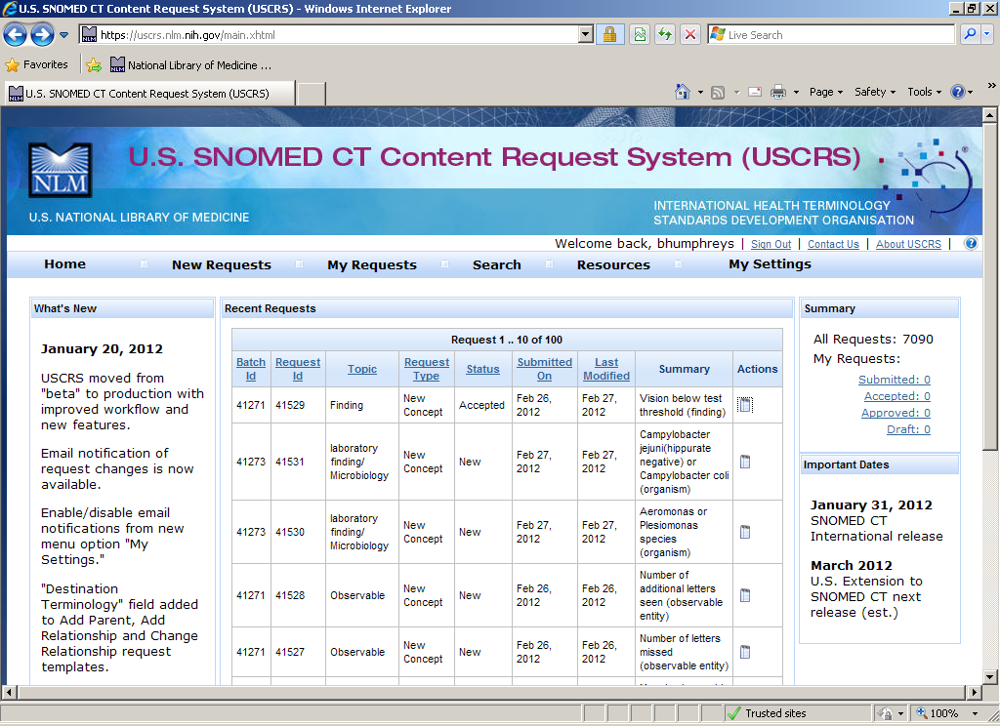 U.S. SNOMED CT Content Request System (USCRS) - Windows Internet Explorer
https://uscrs.nlm.nih.gov/main.xhtml
Live Search
Favorites
National Library of Medicine ...
U.S. SNOMED CT Content Request System (USCRS)
Page Safety Tools »
U.S. SNOMED CT Content Request System (USCRS)
NLM
®
U.S. NATIONAL LIBRARY OF MEDICINE
INTERNATIONAL HEALTH TERMINOLOGY
STANDARDS DEVELOPMENT ORGANISATION
Welcome back, bhumphreys | Sign Out | Contact Us | About USCRS | ?
Home New Requests My Requests Search Resources My Settings
What's New
January 20, 2012
USCRS moved from
"beta" to production with
improved workflow and
new features.
Email notification of
request changes is now
available.
Enable/disable email
notifications from new
menu option "My
Settings."
"Destination
Terminology" field added
to Add Parent, Add
Relationship and Change
Relationship request
templates.
Recent Requests
Request 1 .. 10 of 100
Batch Id Request Id Topic Request Type Status Submitted On Last Modified Summary Actions
41271 41529 Finding New Concept Accepted Feb 26, 2012 Feb 27, 2012 Vision below test threshold (finding)
41273 41531 laboratory finding/ Microbiology New Concept New Feb 27, 2012 Feb 27, 2012 Campylobacter jejuni(hippurate negative) or Campylobacter coli (organism)
41273 41530 laboratory finding/ Microbiology New Concept New Feb 27, 2012 Feb 27, 2012 Aeromonas or Plesiomonas species (organism)
41271 41528 Observable New Concept New Feb 26, 2012 Feb 26, 2012 Number of additional letters seen (observable entity)
41271 41527 Observable New Concept New Feb 26, 2012 Feb 26, 2012 Number of letters missed (observable entity)
Summary
All Requests: 7090
My Requests:
Submitted: 0
Accepted: 0
Approved: 0
Draft: 0
Important Dates
January 31, 2012
SNOMED CT
International release
March 2012
U.S. Extension to
SNOMED CT next
release (est.)
Trusted sites
100%